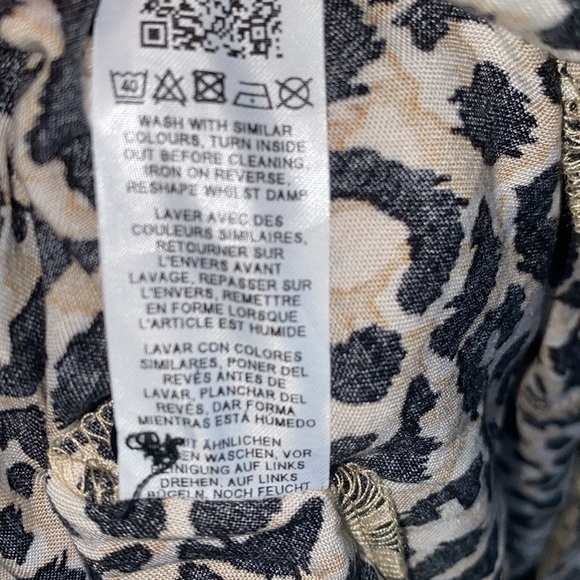 40
WASH WITH SIMILAR
COLOURS, TURN INSIDE
OUT BEFORE CLEANING,
IRON ON REVERSE,
RESHAPE WHILST DAMP
LAVER AVEC DES
COULEURS SIMILAIRES,
RETOURNER SUR
L'ENVERS AVANT
LAVAGE, REPASSER SUR
L'ENVERS, REMETTRE
EN FORME LORSQUE
L'ARTICLE EST HUMIDE
LAVAR CON COLORES
SIMILARES, PONER DEL
REVÉS ANTES DE
LAVAR, PLANCHAR DEL
REVÉS, DAR FORMA
MIENTRAS ESTÁ HÚMEDO
MIT ÄHNLICHEN
WASCHEN, VOR
REINIGUNG AUF LINKS
DREHEN, AUF LINKS
BÜGELN, NOCH FEUCHT